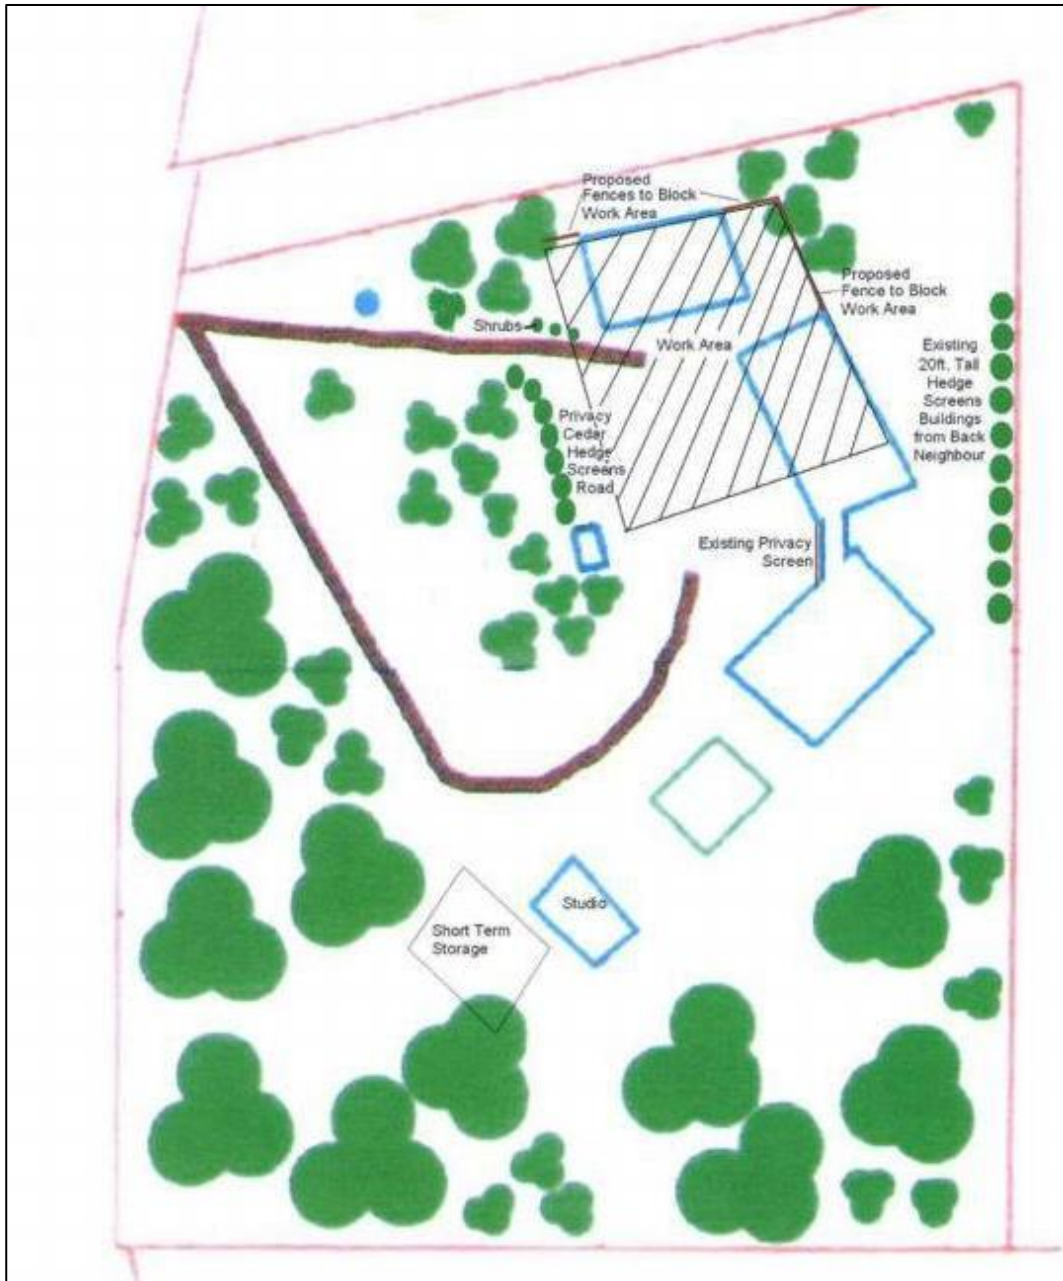 Proposed
Fences to Block
Work Area
Proposed
Fence to Block
Work Area
Shrubs
Work Area
Existing
20ft. Tall
Hedge
Screens
Buildings
from Back
Neighbour
Privacy
Cedar
Hedge
Screens
Road
Existing Privacy
Screen
Studio
Short Term
Storage